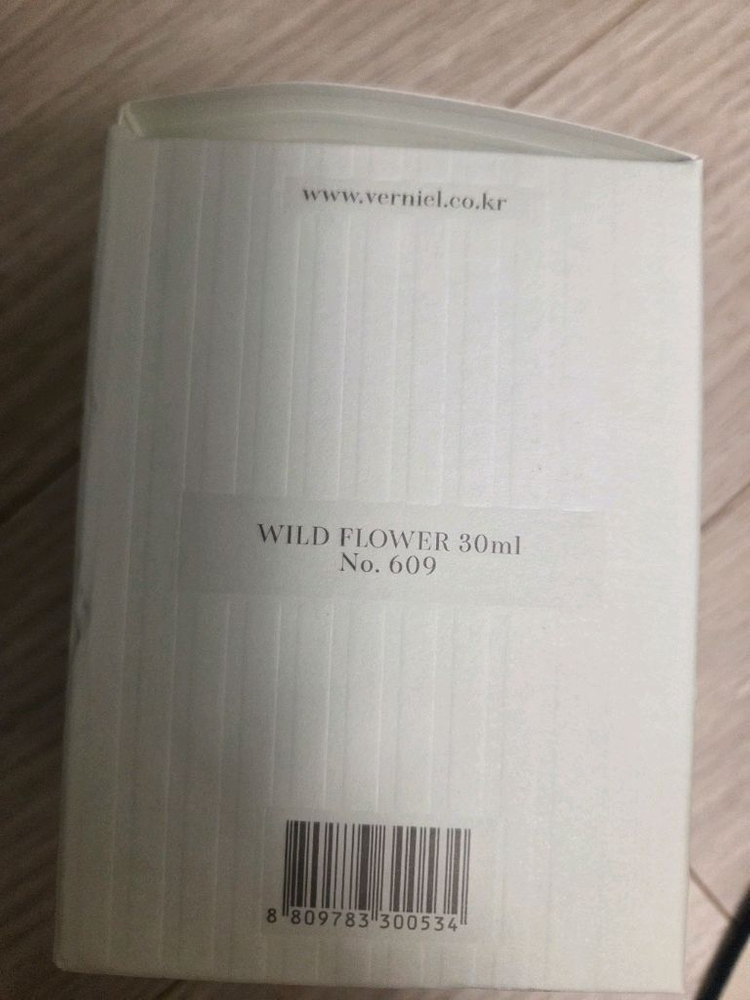 www.verniel.co.kr
WILD FLOWER 30ml
No. 609
8 809783 300534